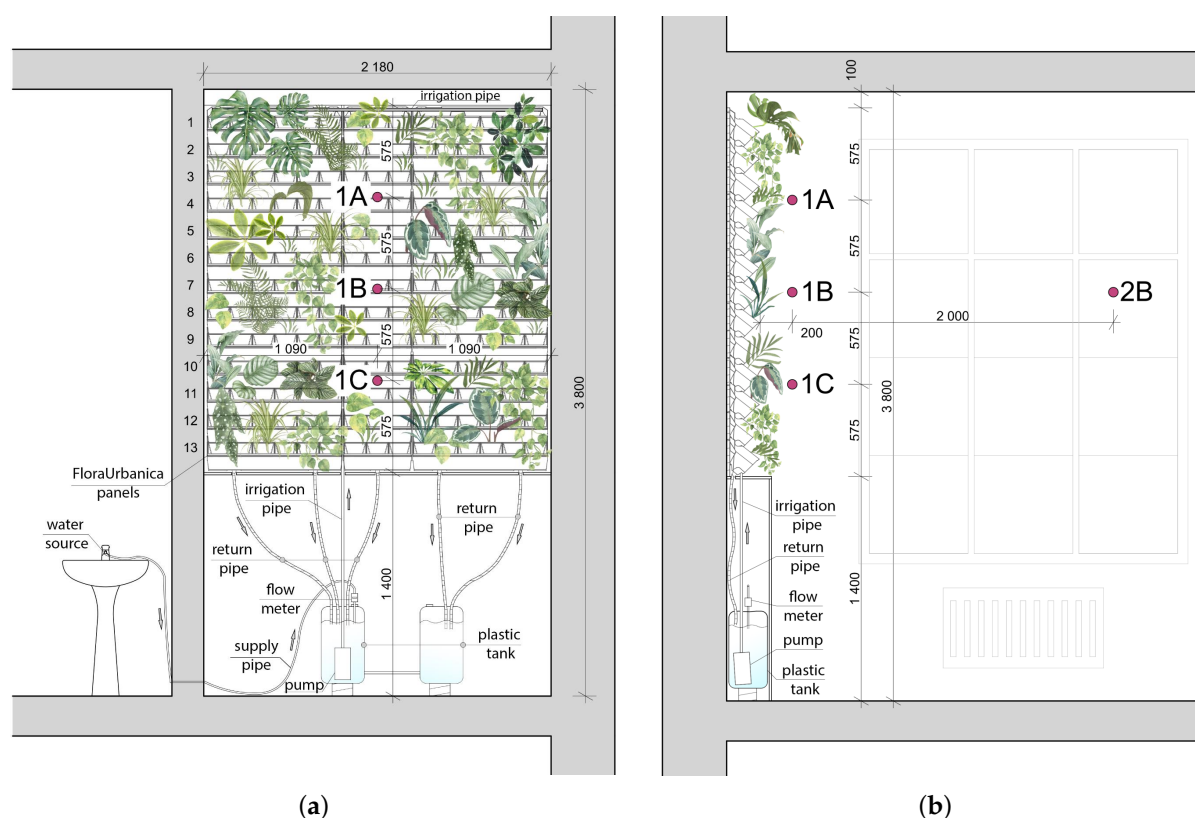 2 180
irrigation pipe
1
2
3
4
5
6
7
8
9
10
11
12
13
575
1A
575
1B
575
1 090
1 090
1C
575
3 800
FloraUrbanica
panels
water
source
irrigation
pipe
return
pipe
return
pipe
flow
meter
1 400
supply
pipe
plastic
tank
pump
(a)
100
575
1A
575
1B
2B
200
2 000
575
1C
3 800
575
irrigation
pipe
return
pipe
flow
meter
1 400
pump
plastic
tank
(b)